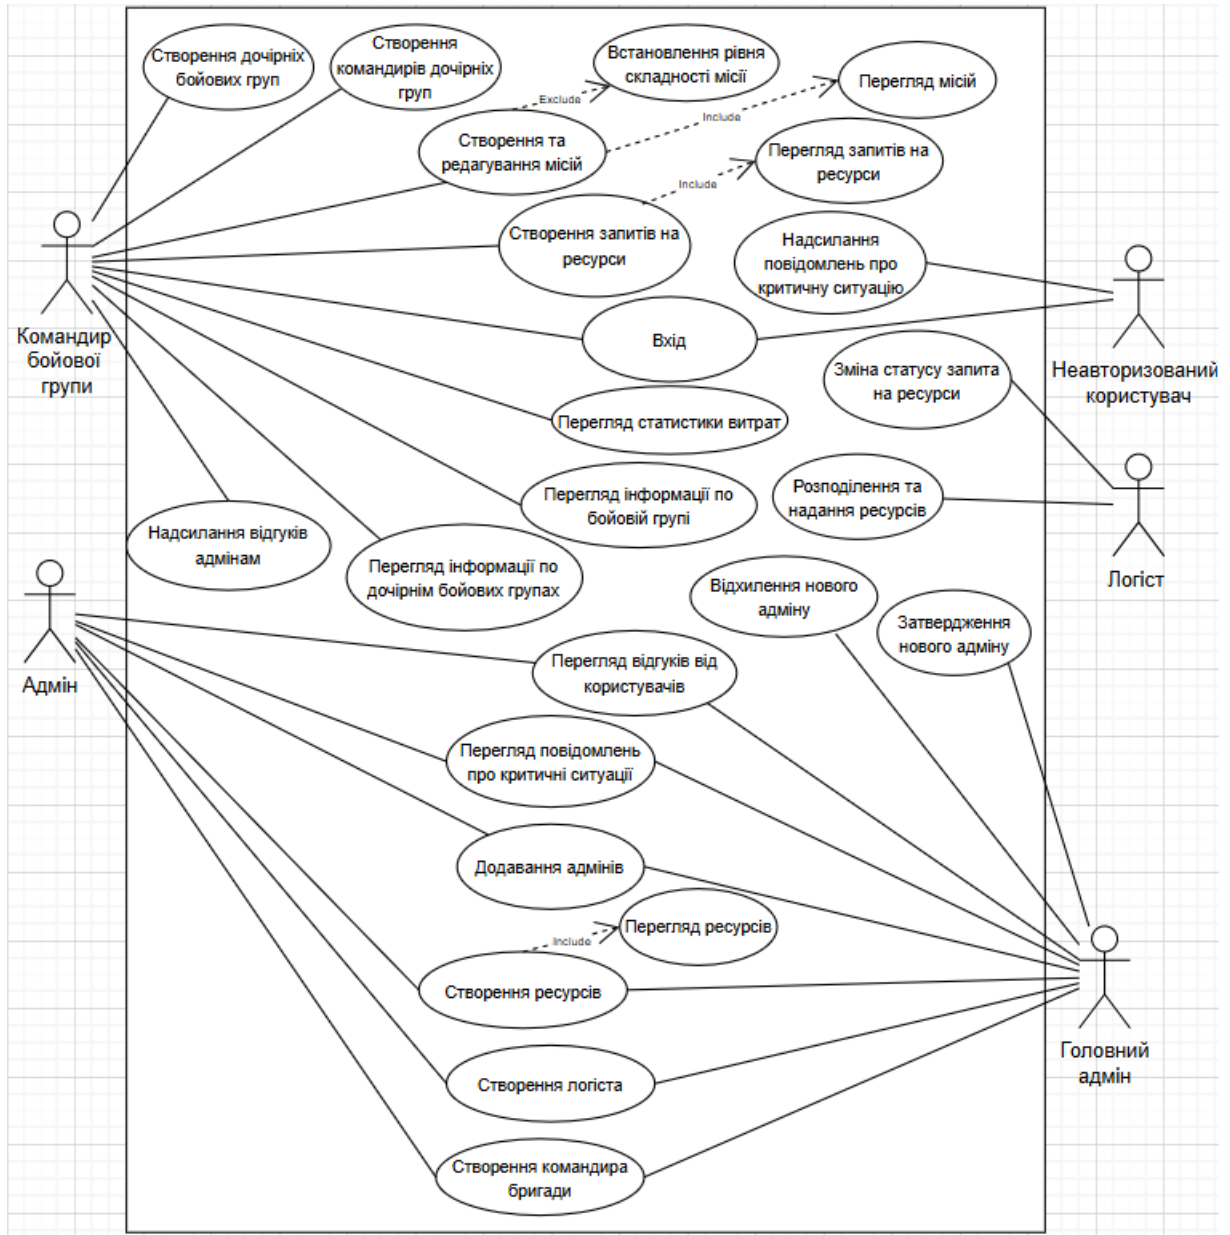 Створення дочірніх
бойових груп
Створення
командирів дочірніх
груп
Встановлення рівня
складності місії
Перегляд місій
Exclude
Include
Створення та
редагування місій
Перегляд запитів на
ресурси
Include
Створення запитів на
ресурси
Надсилання
повідомлень про
критичну ситуацію
Командир
бойової
групи
Вхід
Неавторизований
користувач
Зміна статусу запита
на ресурси
Перегляд статистики витрат
Перегляд інформації по
бойовій групі
Розподілення та
надання ресурсів
Логіст
Надсилання відгуків
адмінам
Перегляд інформації по
дочірнім бойових групах
Відхилення нового
адміну
Затвердження
нового адміну
Адмін
Перегляд відгуків від
користувачів
Перегляд повідомлень
про критичні ситуації
Додавання адмінів
Перегляд ресурсів
Include
Створення ресурсів
Головний
адмін
Створення логіста
Створення командира
бригади